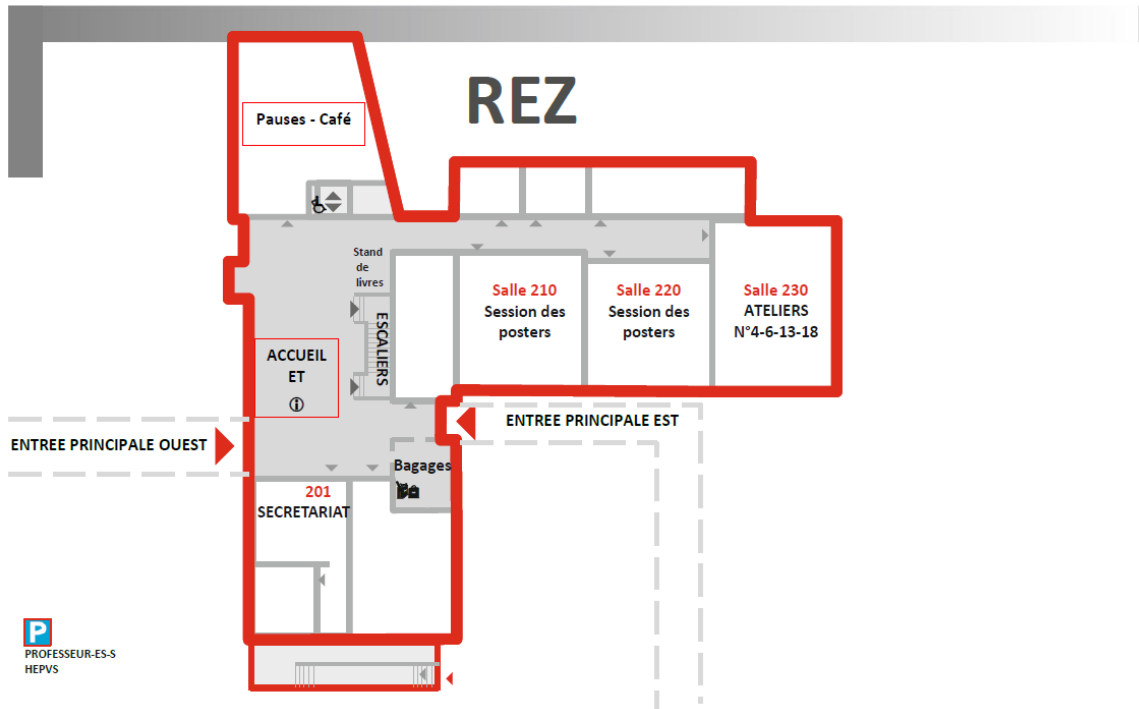 REZ
Pauses - Café
Stand
de
livres
ESCALIERS
Salle 210
Session des
posters
Salle 220
Session des
posters
Salle 230
ATELIERS
N°4-6-13-18
ACCUEIL
ET
ENTREE PRINCIPALE OUEST
ENTREE PRINCIPALE EST
Bagages
201
SECRETARIAT
P
PROFESSEUR-ES-S
HEPVS